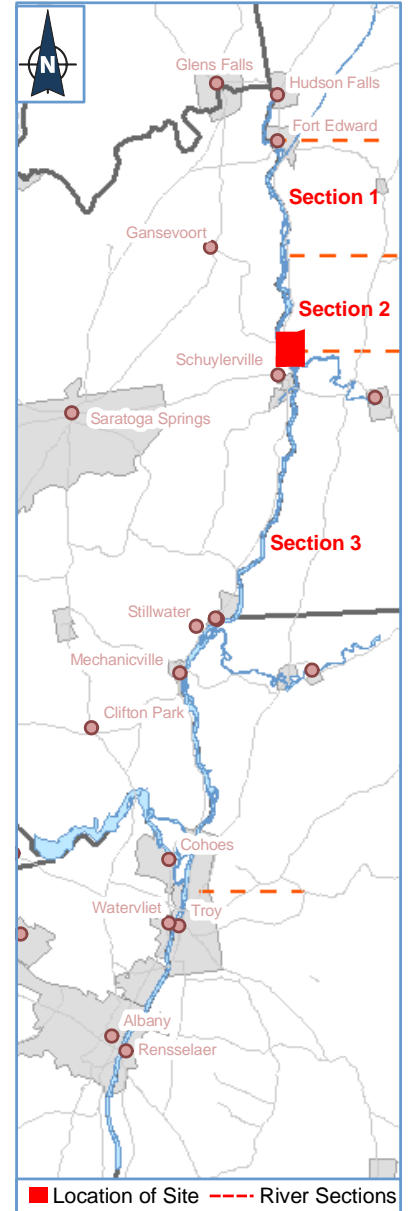 N
Glens Falls
Hudson Falls
Fort Edward
Section 1
Gansevoort
Section 2
Schuylerville
Saratoga Springs
Section 3
Stillwater
Mechanicville
Clifton Park
Cohoes
Watervliet
Troy
Albany
Rensselaer
Location of Site
River Sections